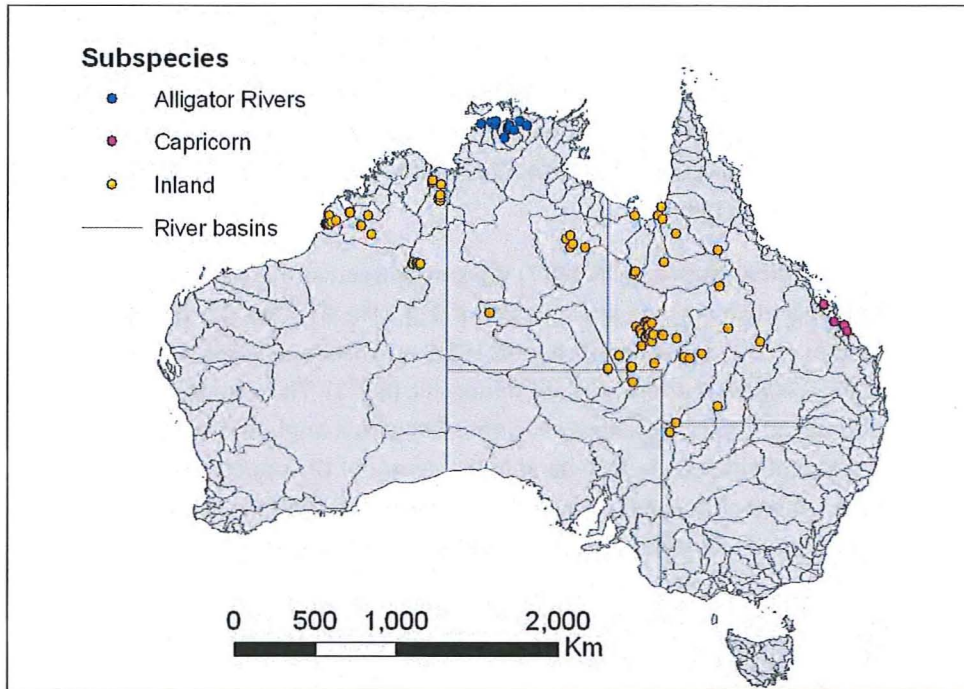 Subspecies
Alligator Rivers
Capricorn
Inland
River basins
0 500 1,000 2,000
Km